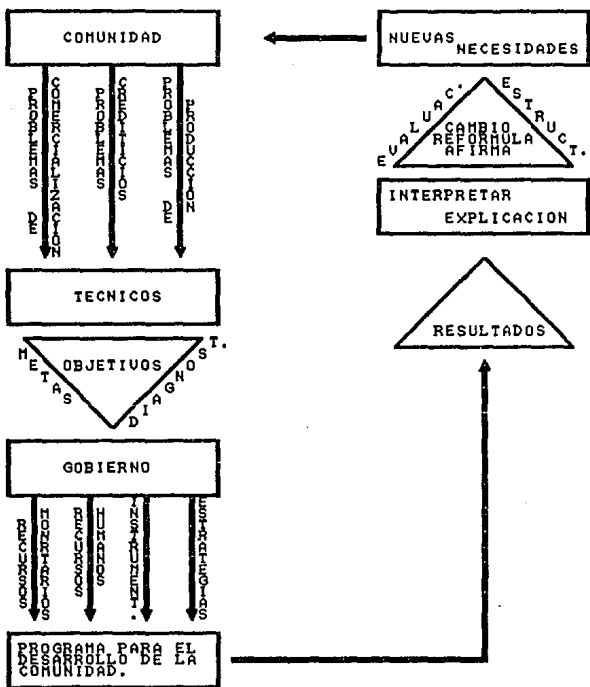 COMUNIDAD
PROBLEMAS DE
COMERCIALIZACION
PROBLEMAS
CREDITICIOS
PROBLEMAS DE
PRODUCCION
TECNICOS
METAS
OBJETIVOS
DIAGNOST.
GOBIERNO
RECURSOS
MONRTARIOS
RECURSOS
HUMANOS
INSTRUMENT.
ESTRATEGIAS
PROGRAMA PARA EL
DESARROLLO DE LA
COMUNIDAD.
NUEVAS
NECESIDADES
EVALUAC.
ESTRUCT.
CAMBIO
REFORMULA
AFIRMA
INTERPRETAR
EXPLICACION
RESULTADOS